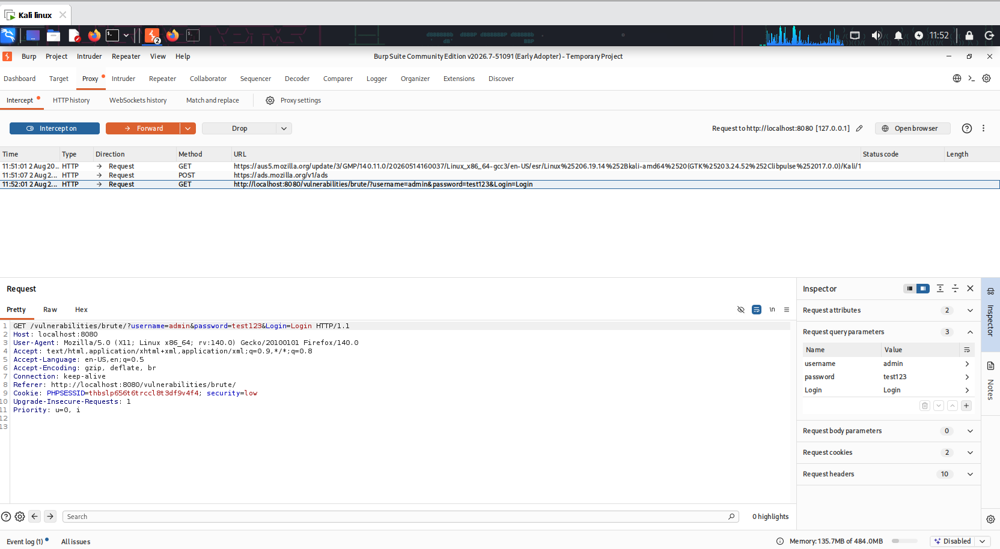 Kali linux
11:52
Burp Project Intruder Repeater View Help
Burp Suite Community Edition v2026.7-51091 (Early Adopter) - Temporary Project
Dashboard Target Proxy Intruder Repeater Collaborator Sequencer Decoder Comparer Logger Organizer Extensions Discover
Intercept HTTP history WebSockets history Match and replace Proxy settings
Intercept on Forward Drop Request to http://localhost:8080 [127.0.0.1] Open browser
Time Type Direction Method URL Status code Length
11:51:01 2 Aug 20... HTTP → Request GET https://aus5.mozilla.org/update/3/GMP/140.11.0/20260514160037/Linux_x86_64-gcc3/en-US/esr/Linux%25206.19.14%252Bkali-amd64%2520(GTK%25203.24.52%252Clibpulse%252017.0.0)/Kali/1
11:51:07 2 Aug 2... HTTP → Request POST https://ads.mozilla.org/v1/ads
11:52:01 2 Aug 2... HTTP → Request GET http://localhost:8080/vulnerabilities/brute/?username=admin&password=test123&Login=Login
Request
Pretty Raw Hex \n
1 GET /vulnerabilities/brute/?username=admin&password=test123&Login=Login HTTP/1.1
2 Host: localhost:8080
3 User-Agent: Mozilla/5.0 (X11; Linux x86_64; rv:140.0) Gecko/20100101 Firefox/140.0
4 Accept: text/html,application/xhtml+xml,application/xml;q=0.9,*/*;q=0.8
5 Accept-Language: en-US,en;q=0.5
6 Accept-Encoding: gzip, deflate, br
7 Connection: keep-alive
8 Referer: http://localhost:8080/vulnerabilities/brute/
9 Cookie: PHPSESSID=thbslp656t6trccl8t3df9v4f4; security=low
10 Upgrade-Insecure-Requests: 1
11 Priority: u=0, i
12
13
Inspector
Request attributes 2
Request query parameters 3
Name Value
username admin
password test123
Login Login
Request body parameters 0
Request cookies 2
Request headers 10
Inspector
Notes
Search 0 highlights
Event log (1) All issues Memory: 135.7MB of 484.0MB Disabled